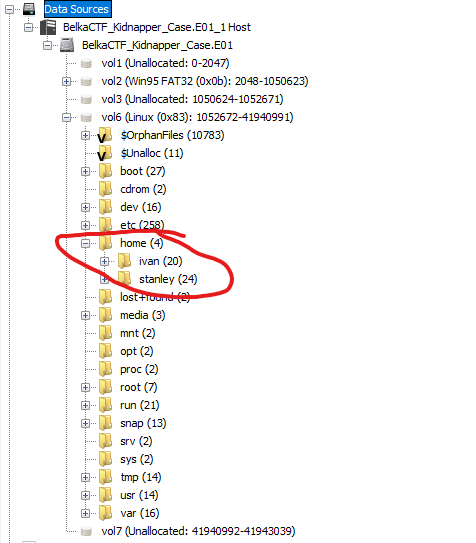 Data Sources
BelkaCTF_Kidnapper_Case.E01_1 Host
BelkaCTF_Kidnapper_Case.E01
vol1 (Unallocated: 0-2047)
vol2 (Win95 FAT32 (0x0b): 2048-1050623)
vol3 (Unallocated: 1050624-1052671)
vol6 (Linux (0x83): 1052672-41940991)
$OrphanFiles (10783)
$Unalloc (11)
boot (27)
cdrom (2)
dev (16)
etc (258)
home (4)
ivan (20)
stanley (24)
lost+found (2)
media (3)
mnt (2)
opt (2)
proc (2)
root (7)
run (21)
snap (13)
srv (2)
sys (2)
tmp (14)
usr (14)
var (16)
vol7 (Unallocated: 41940992-41943039)